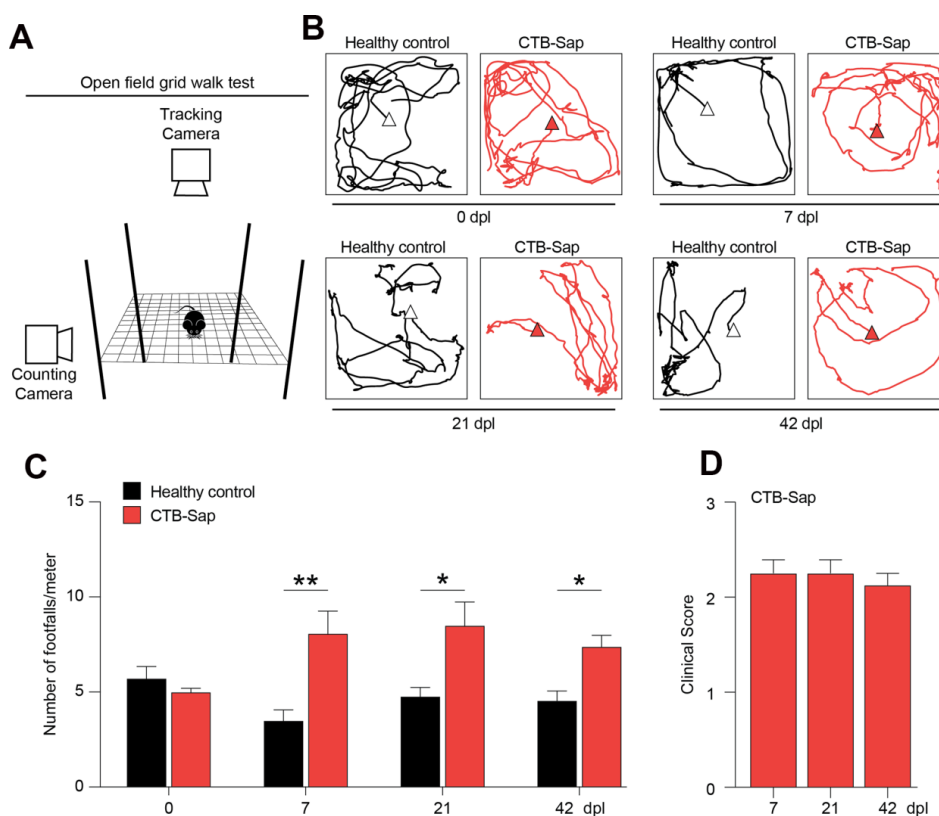 A
Open field grid walk test
Tracking
Camera
Counting
Camera
B
Healthy control
CTB-Sap
Healthy control
CTB-Sap
0 dpl
7 dpl
Healthy control
CTB-Sap
Healthy control
CTB-Sap
21 dpl
42 dpl
C
Healthy control
CTB-Sap
Number of footfalls/meter
15
10
5
0
**
*
*
0 7 21 42 dpl
D
CTB-Sap
Clinical Score
3
2
1
0
7 21 42 dpl